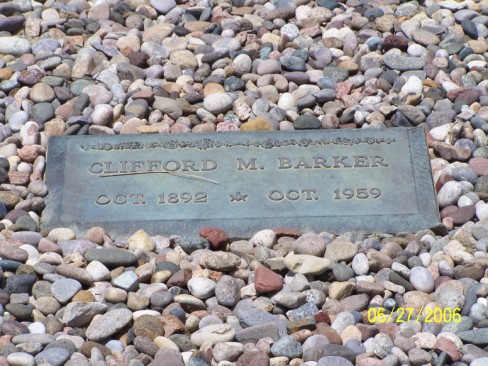 CLIFFORD M. BARKER
OCT. 1892 ★ OCT. 1959
06/27/2006